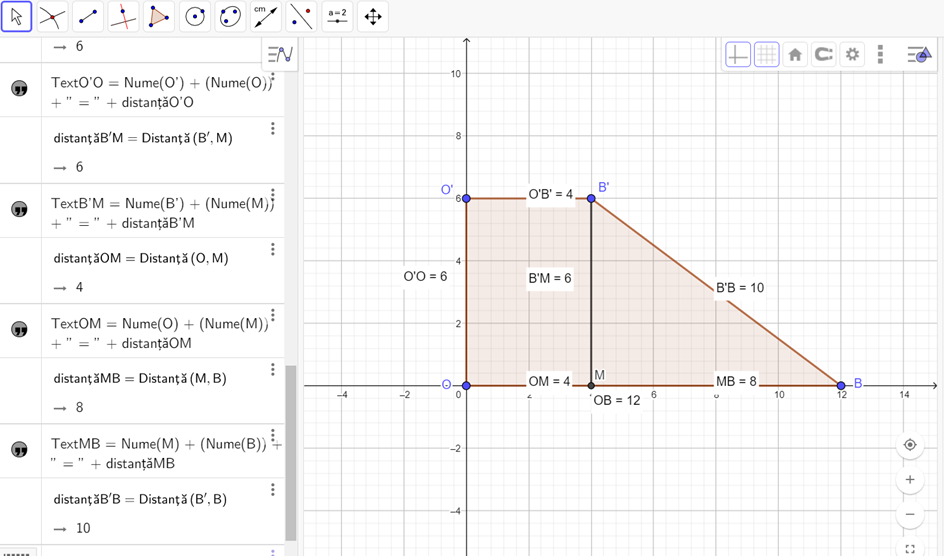 cm
a=2
→ 6
TextO'O = Nume(O') + (Nume(O))
+ " = " + distanțăO'O
distanțăB'M = Distanță (B', M)
→ 6
TextB'M = Nume(B') + (Nume(M))
+ " = " + distanțăB'M
distanțăOM = Distanță (O, M)
→ 4
TextOM = Nume(O) + (Nume(M))
+ " = " + distanțăOM
distanțăMB = Distanță (M, B)
→ 8
TextMB = Nume(M) + (Nume(B)) +
" = " + distanțăMB
distanțăB'B = Distanță (B', B)
→ 10
10
8
O' 6 O'B' = 4 B'
4
O'O = 6 B'M = 6 B'B = 10
2
O OM = 4 M MB = 8 B
−4 −2 0 2 6 8 10 12 14
OB = 12
−2
−4